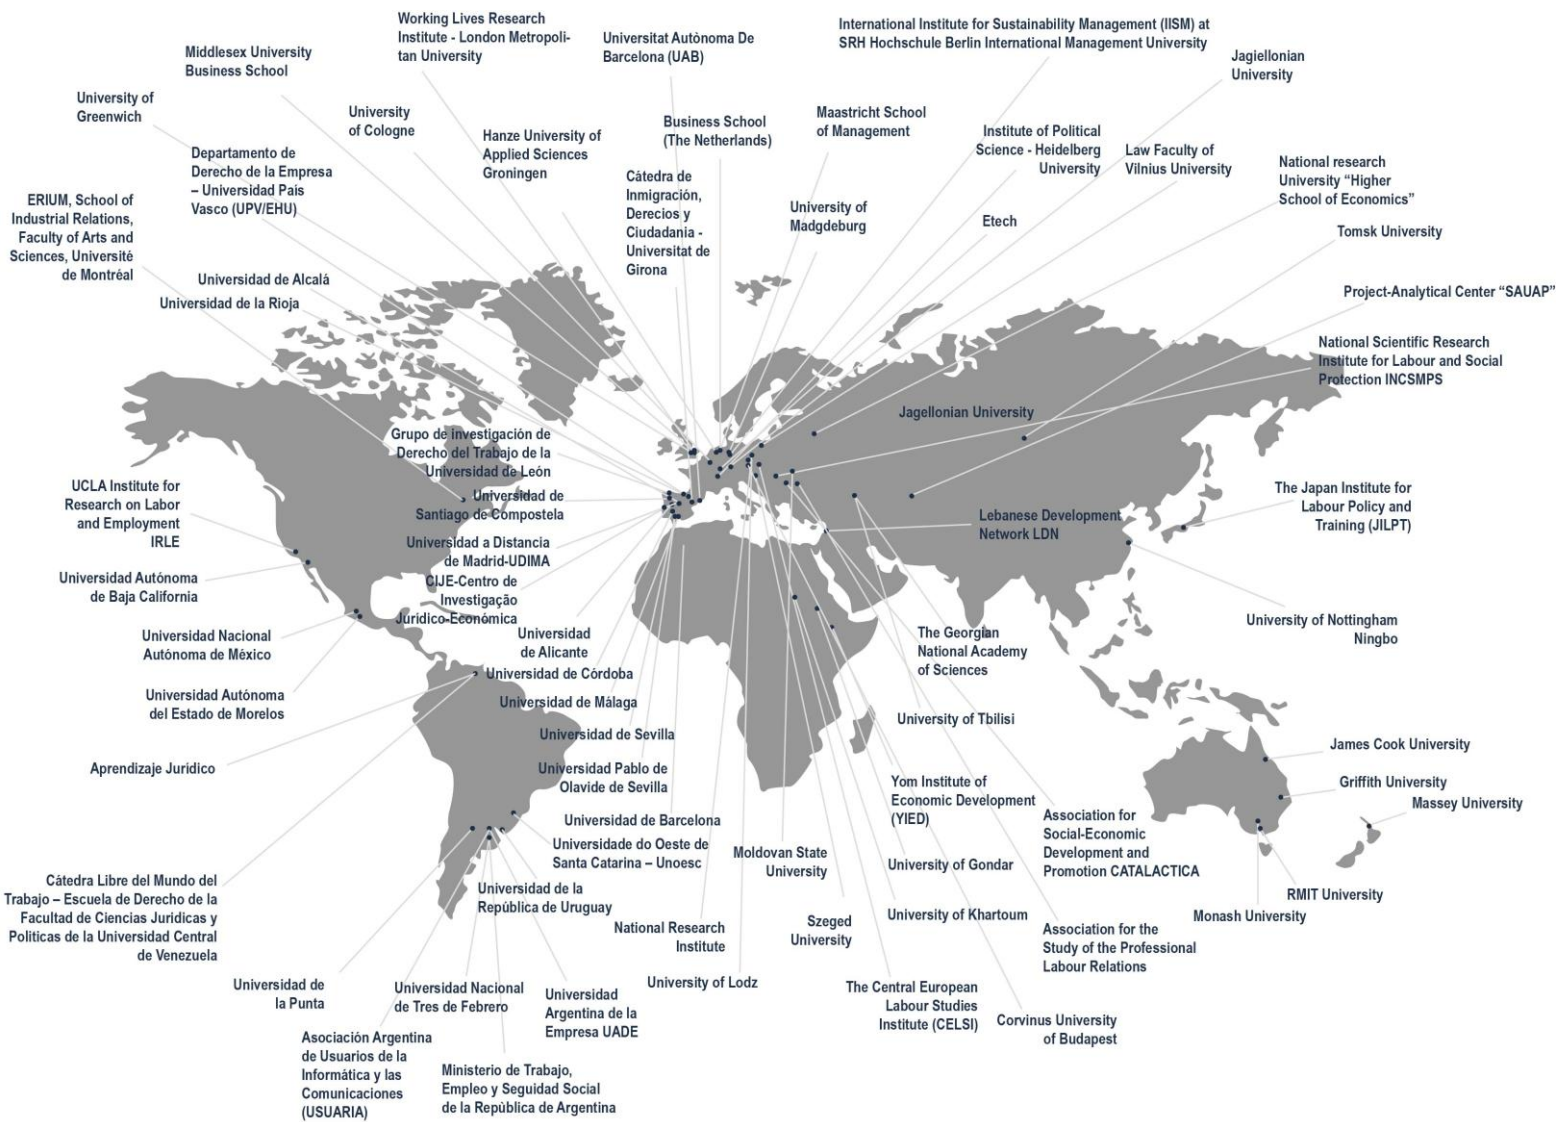 Working Lives Research
Institute - London Metropoli-
tan University
Middlesex University
Business School
Universitat Autònoma De
Barcelona (UAB)
International Institute for Sustainability Management (IISM) at
SRH Hochschule Berlin International Management University
Jagiellonian
University
University of
Greenwich
University
of Cologne
Hanze University of
Applied Sciences
Groningen
Business School
(The Netherlands)
Maastricht School
of Management
Institute of Political
Science - Heidelberg
University
Law Faculty of
Vilnius University
National research
University “Higher
School of Economics”
Departamento de
Derecho de la Empresa
– Universidad Pais
Vasco (UPV/EHU)
Cátedra de
Inmigración,
Derecios y
Ciudadania -
Universitat de
Girona
University of
Madgdeburg
Etech
Tomsk University
ERIUM, School of
Industrial Relations,
Faculty of Arts and
Sciences, Université
de Montréal
Universidad de Alcalá
Universidad de la Rioja
Project-Analytical Center “SAUAP”
National Scientific Research
Institute for Labour and Social
Protection INCSMPS
Jagellonian University
Grupo de investigación de
Derecho del Trabajo de la
Universidad de León
UCLA Institute for
Research on Labor
and Employment
IRLE
Universidad de
Santiago de Compostela
Lebanese Development
Network LDN
The Japan Institute for
Labour Policy and
Training (JILPT)
Universidad a Distancia
de Madrid-UDIMA
Universidad Autónoma
de Baja California
CIJE-Centro de
Investigação
Jurídico-Económica
Universidad Nacional
Autónoma de México
Universidad
de Alicante
The Georgian
National Academy
of Sciences
University of Nottingham
Ningbo
Universidad de Córdoba
Universidad Autónoma
del Estado de Morelos
Universidad de Málaga
University of Tbilisi
Universidad de Sevilla
James Cook University
Aprendizaje Jurídico
Universidad Pablo de
Olavide de Sevilla
Yom Institute of
Economic Development
(YIED)
Griffith University
Massey University
Universidad de Barcelona
Association for
Social-Economic
Development and
Promotion CATALACTICA
Universidade do Oeste de
Santa Catarina – Unoesc
Moldovan State
University
University of Gondar
Cátedra Libre del Mundo del
Trabajo – Escuela de Derecho de la
Facultad de Ciencias Jurídicas y
Políticas de la Universidad Central
de Venezuela
Universidad de la
República de Uruguay
RMIT University
Monash University
National Research
Institute
Szeged
University
University of Khartoum
Association for the
Study of the Professional
Labour Relations
Universidad de
la Punta
Universidad Nacional
de Tres de Febrero
Universidad
Argentina de la
Empresa UADE
University of Lodz
The Central European
Labour Studies
Institute (CELSI)
Corvinus University
of Budapest
Asociación Argentina
de Usuarios de la
Informática y las
Comunicaciones
(USUARIA)
Ministerio de Trabajo,
Empleo y Seguidad Social
de la Repùblica de Argentina